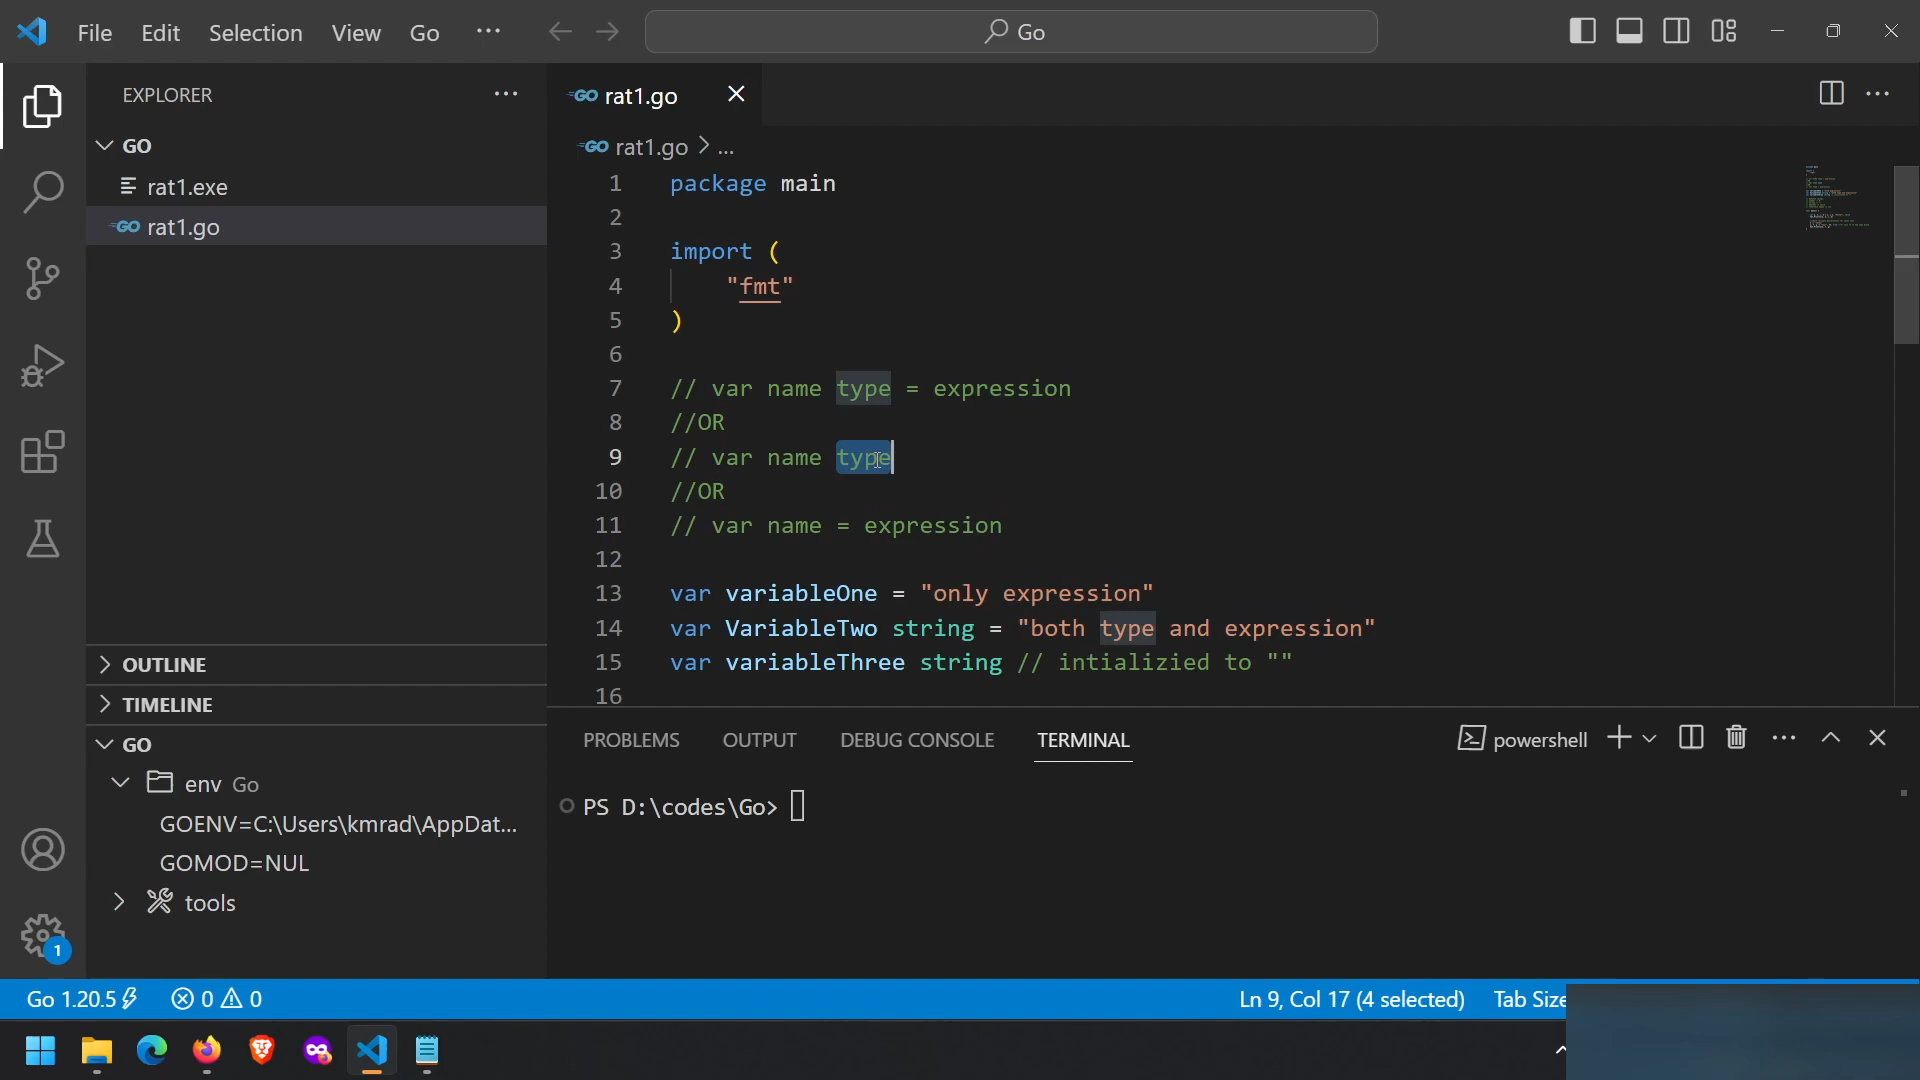 File Edit Selection View Go ···
Go
EXPLORER
GO
rat1.exe
GO rat1.go
OUTLINE
TIMELINE
GO
env Go
GOENV=C:\Users\kmrad\AppDat...
GOMOD=NUL
tools
1
GO rat1.go
GO rat1.go > ...
1 package main
2
3 import (
4 "fmt"
5 )
6
7 // var name type = expression
8 //OR
9 // var name type
10 //OR
11 // var name = expression
12
13 var variableOne = "only expression"
14 var VariableTwo string = "both type and expression"
15 var variableThree string // intializied to ""
16
PROBLEMS OUTPUT DEBUG CONSOLE TERMINAL powershell
PS D:\codes\Go>
Go 1.20.5 0 0 Ln 9, Col 17 (4 selected) Tab Size